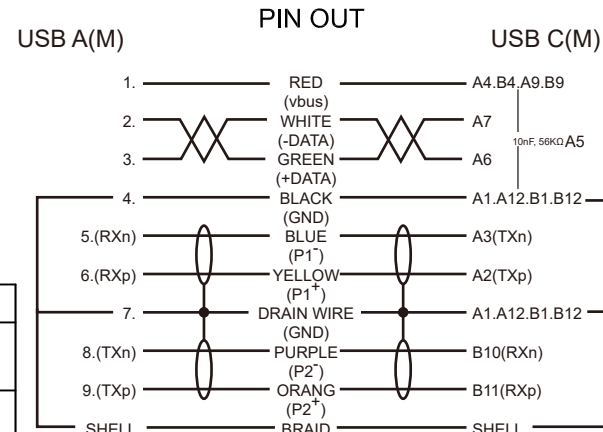 PIN OUT
USB A(M) USB C(M)
1. RED A4.B4.A9.B9
(vbus)
2. WHITE A7
(-DATA) 10nF, 56KΩ A5
3. GREEN A6
(+DATA)
4. BLACK A1.A12.B1.B12
(GND)
5.(RXn) BLUE A3(TXn)
(P1-)
6.(RXp) YELLOW A2(TXp)
(P1+)
7. DRAIN WIRE A1.A12.B1.B12
(GND)
8.(TXn) PURPLE B10(RXn)
(P2-)
9.(TXp) ORANG B11(RXp)
(P2+)
SHELL BRAID SHELL